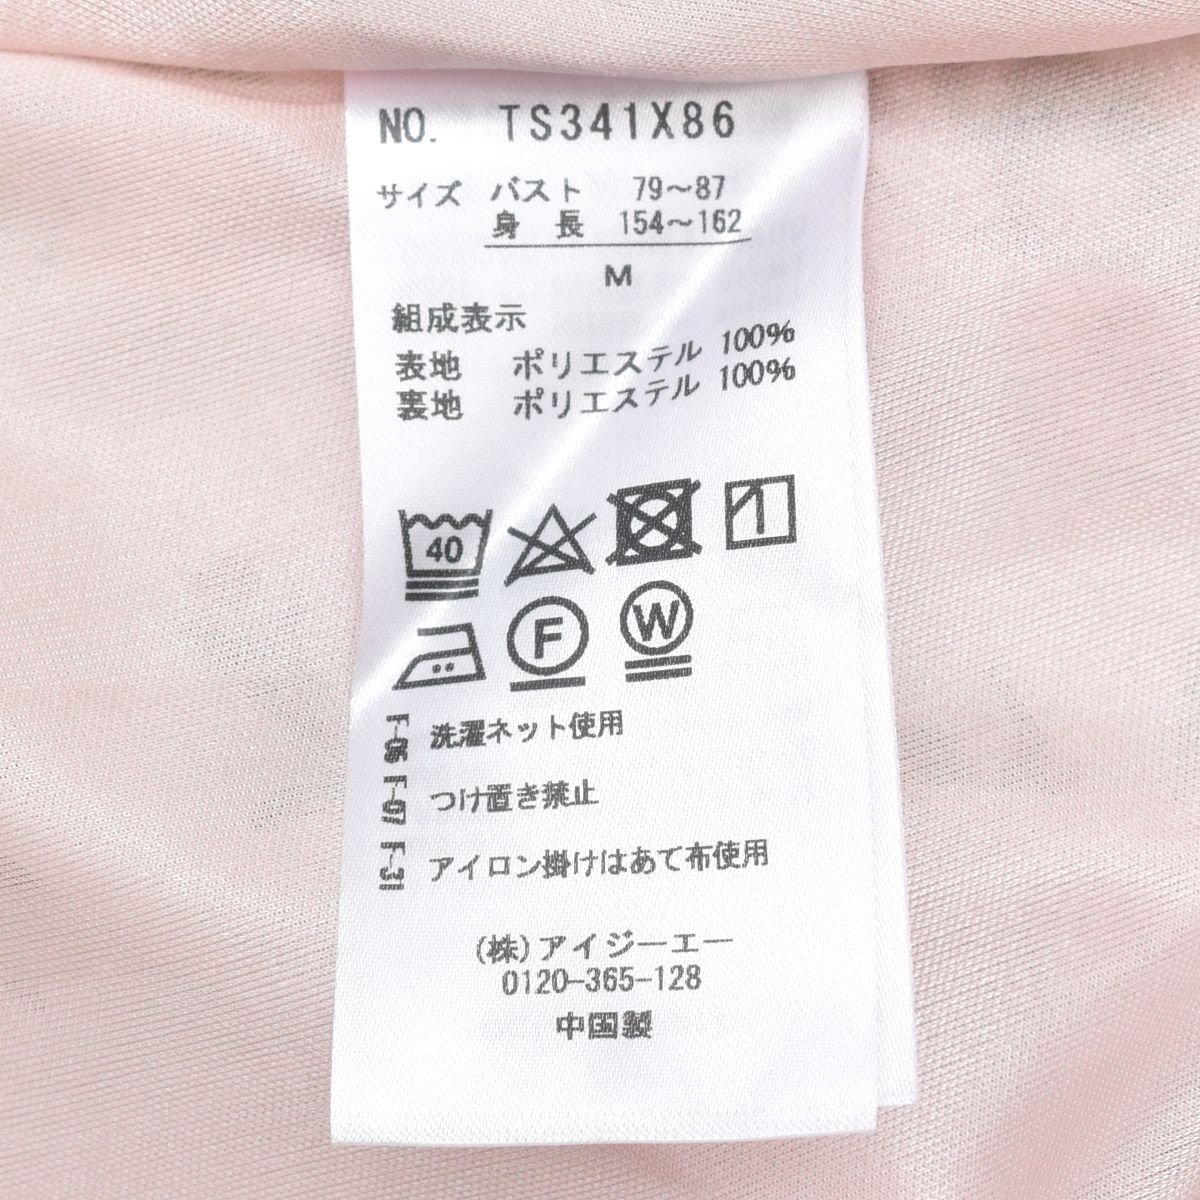 NO. TS341X86
サイズ バスト 79～87
身長 154～162
M
組成表示
表地 ポリエステル 100%
裏地 ポリエステル 100%
40
F
W
F-06 洗濯ネット使用
F-07 つけ置き禁止
F-31 アイロン掛けはあて布使用
(株)アイジーエー
0120-365-128
中国製